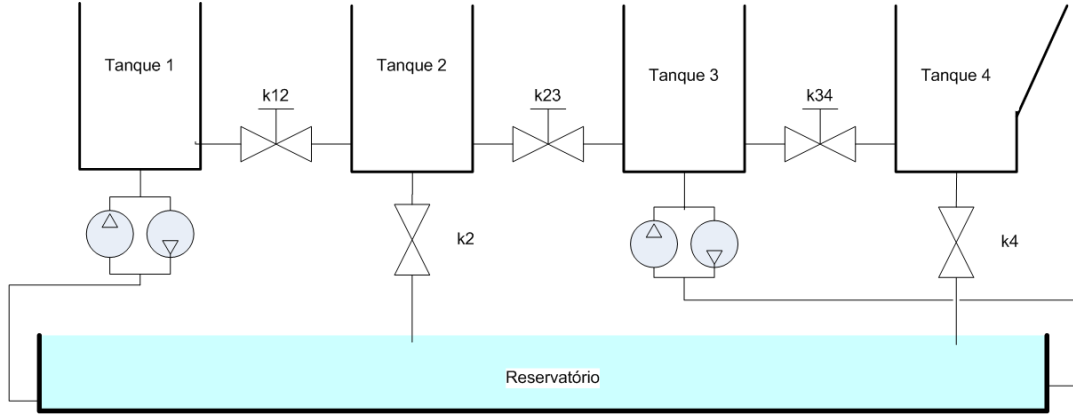 Tanque 1
Tanque 2
Tanque 3
Tanque 4
k12
k23
k34
k2
k4
Reservatório